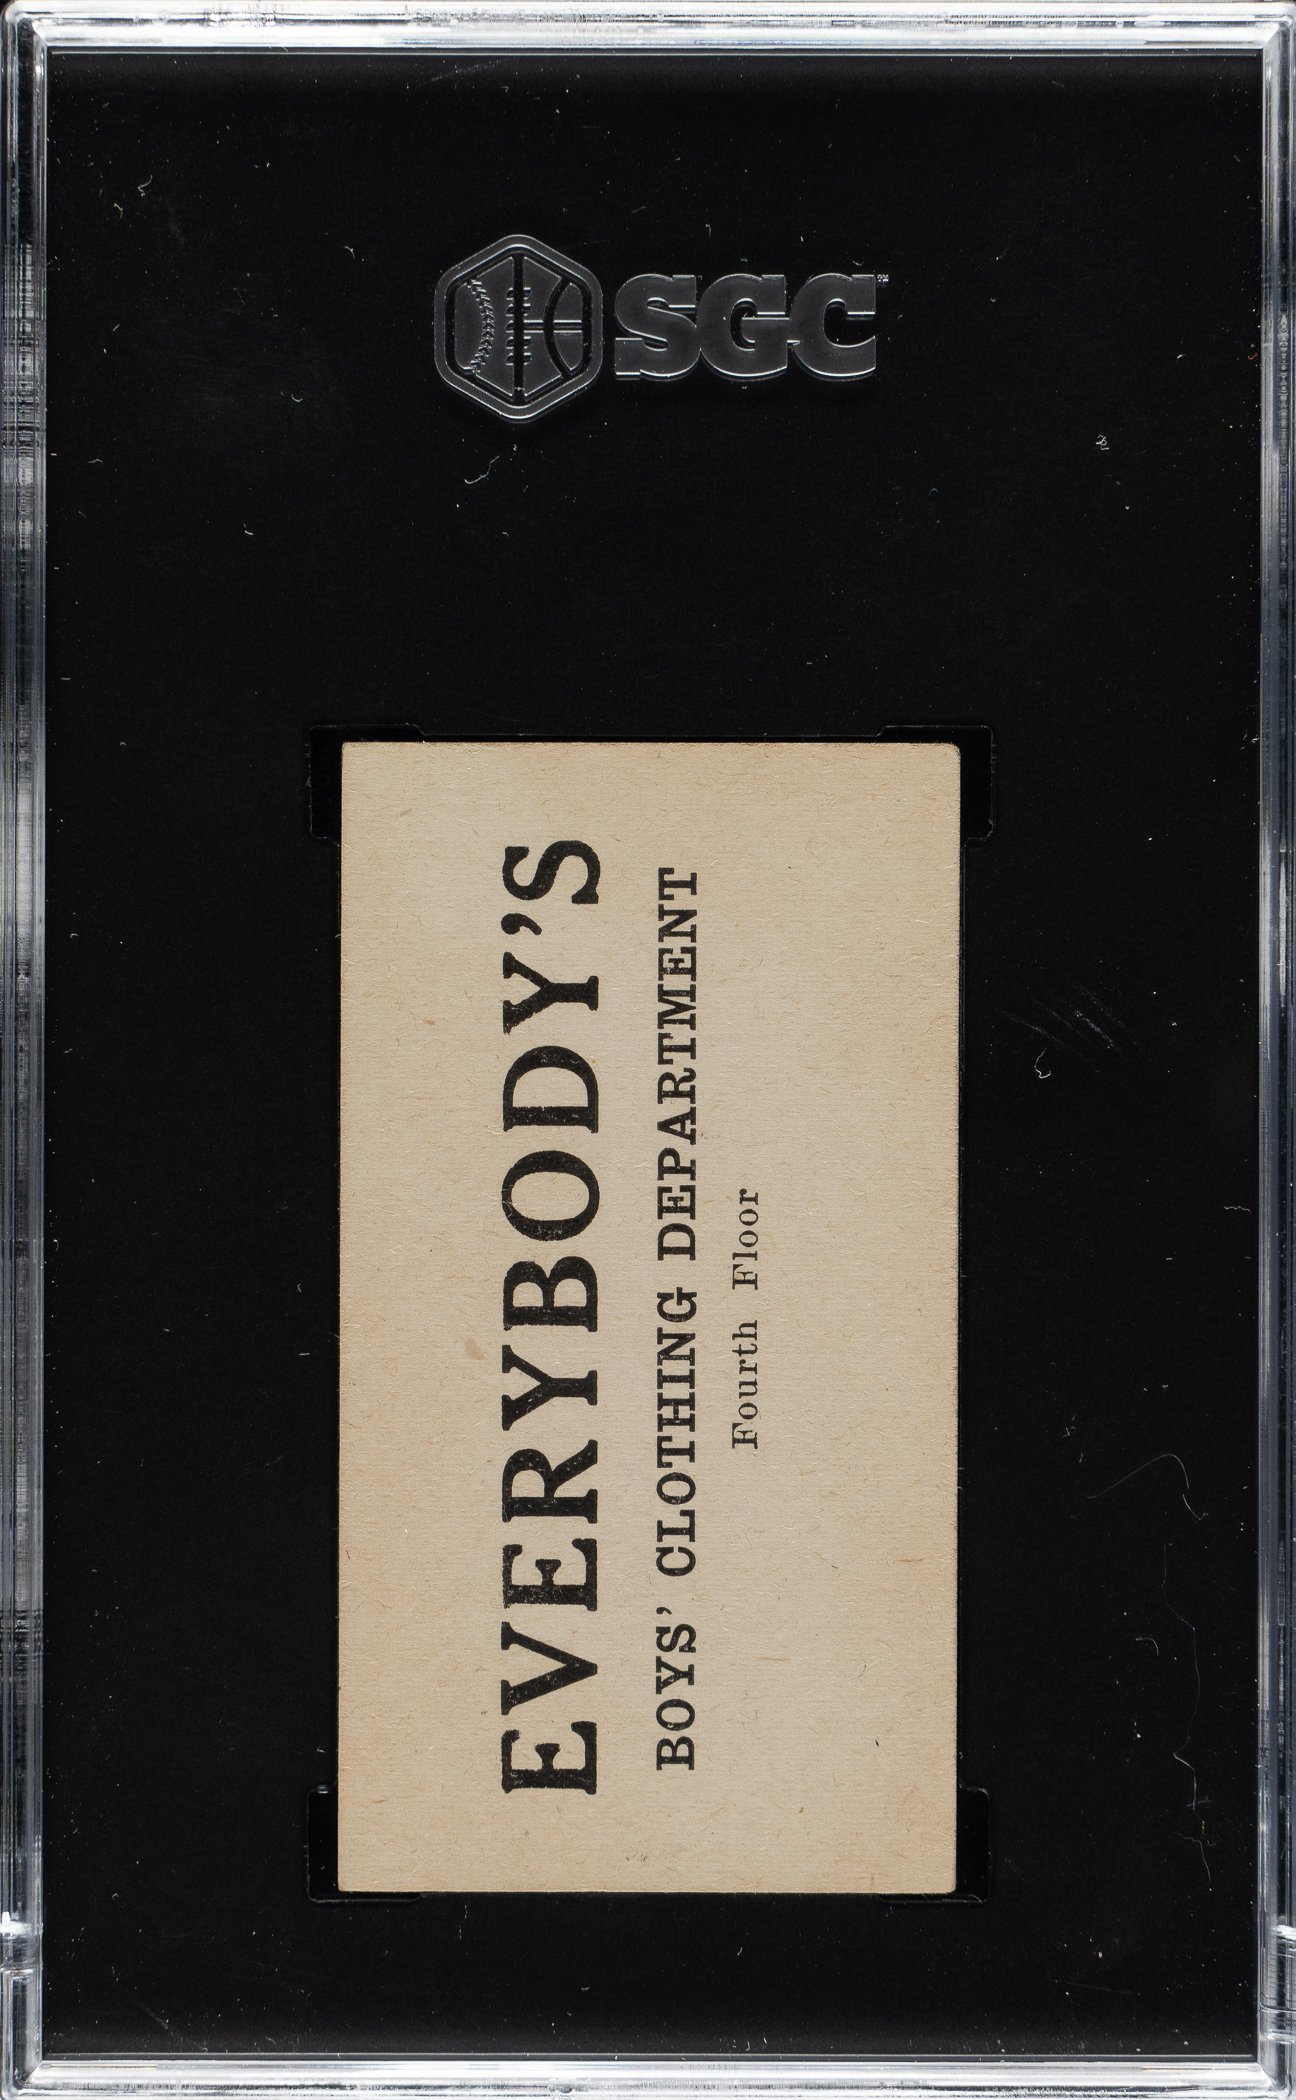 SGC
EVERYBODY'S
BOYS' CLOTHING DEPARTMENT
Fourth Floor